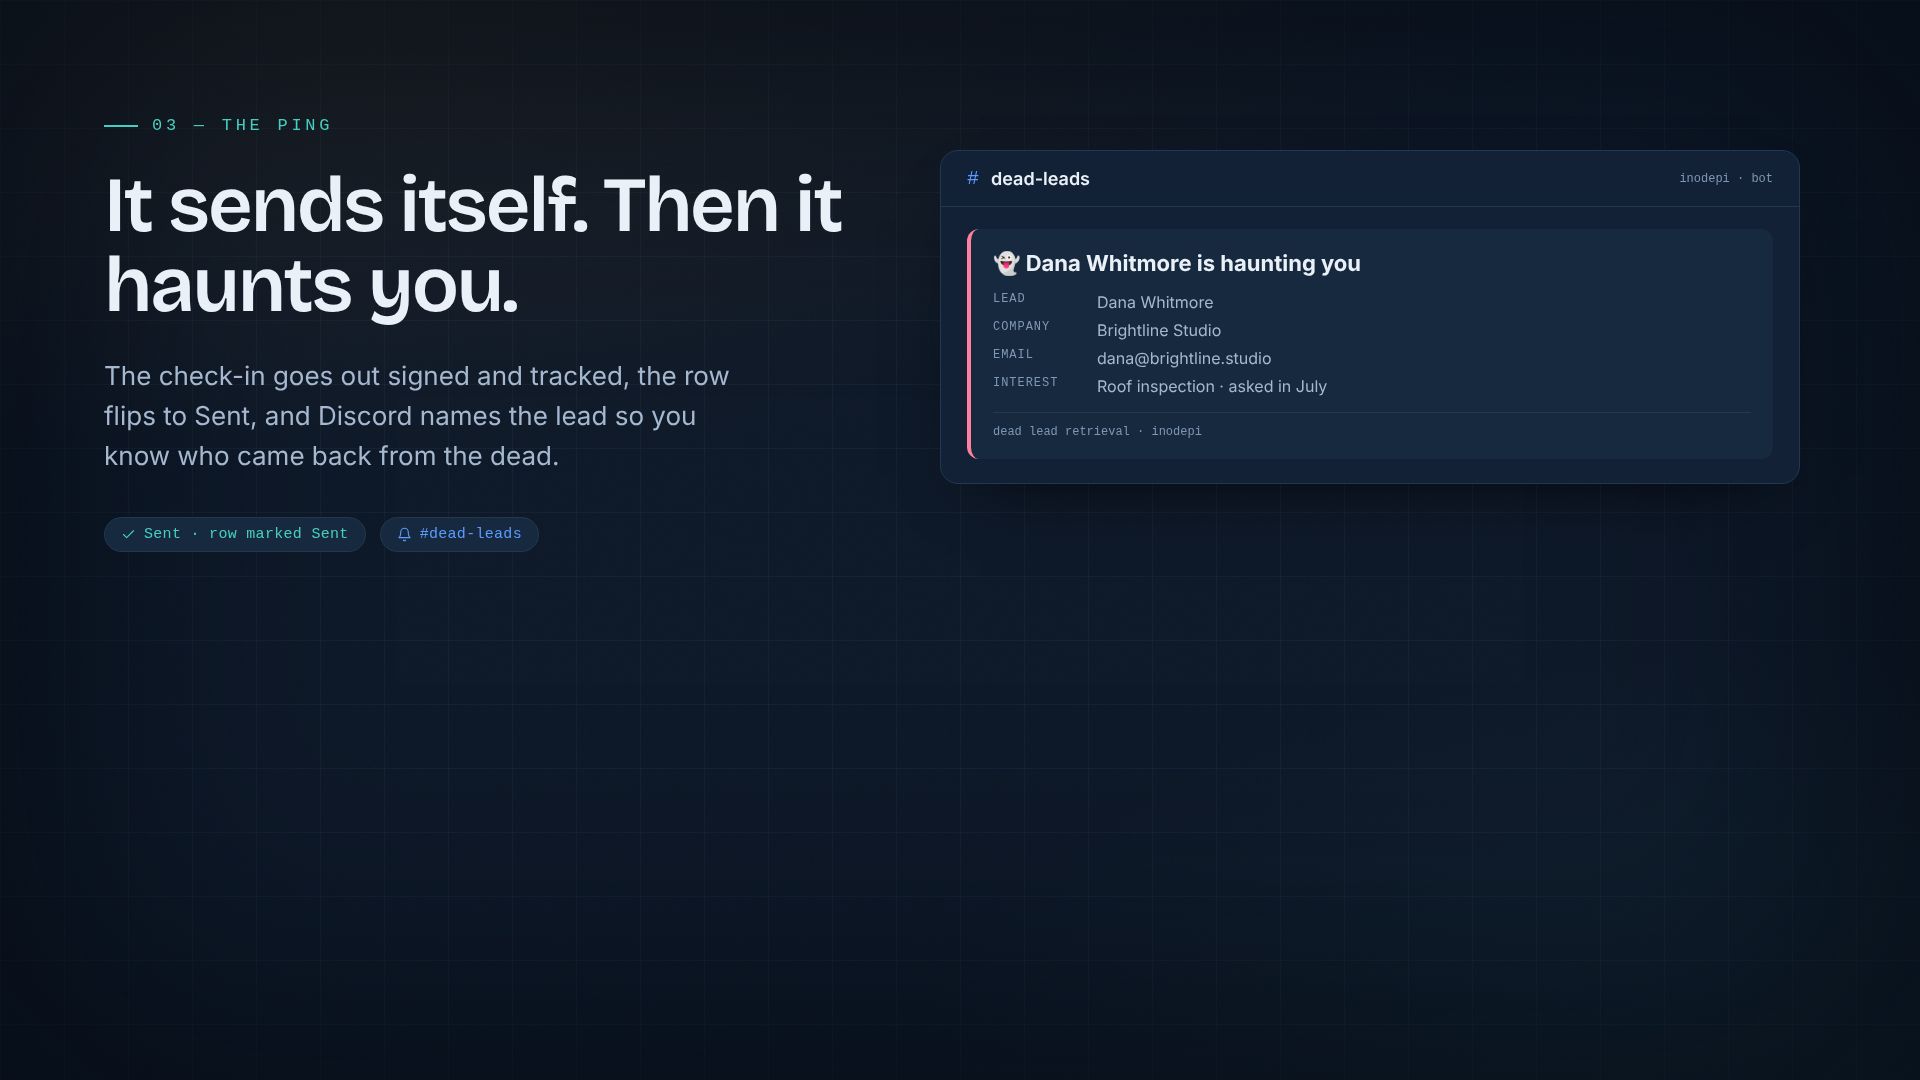 03 — THE PING
It sends itself. Then it
haunts you.
The check-in goes out signed and tracked, the row
flips to Sent, and Discord names the lead so you
know who came back from the dead.
Sent · row marked Sent
#dead-leads
# dead-leads
inodepi · bot
👻 Dana Whitmore is haunting you
LEAD Dana Whitmore
COMPANY Brightline Studio
EMAIL dana@brightline.studio
INTEREST Roof inspection · asked in July
dead lead retrieval · inodepi